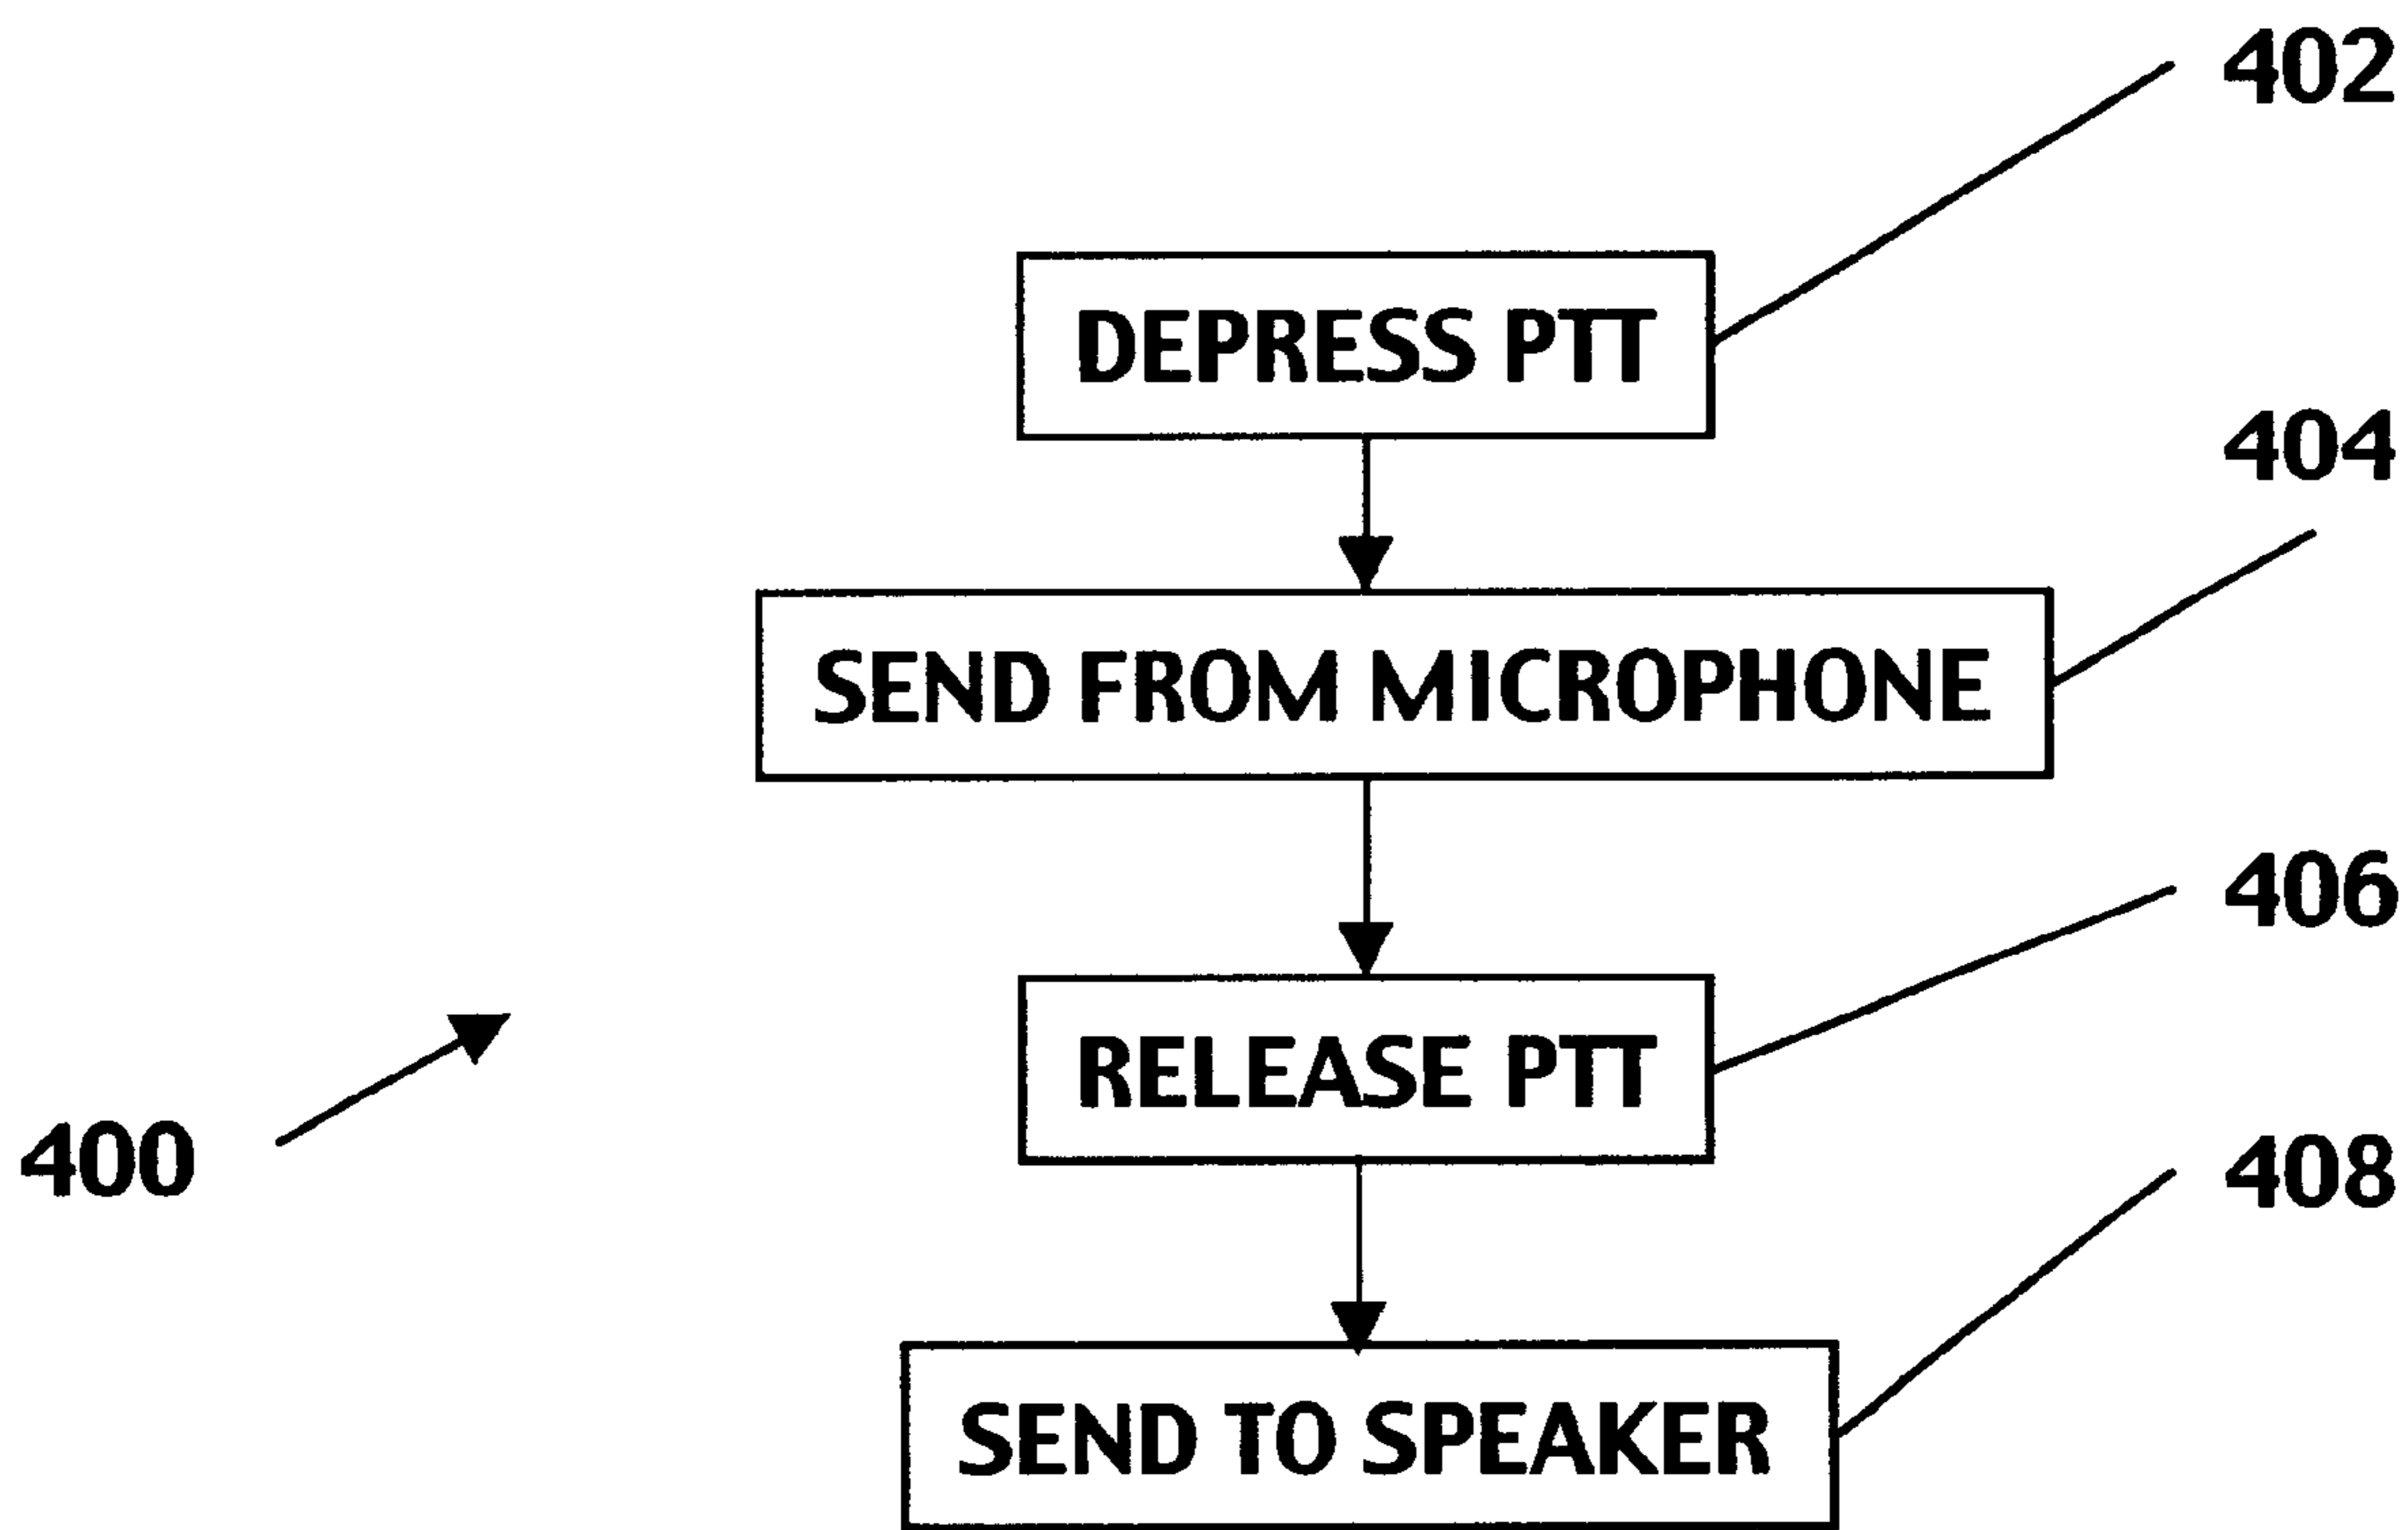 402
DEPRESS PTT
404
SEND FROM MICROPHONE
406
RELEASE PTT
400
408
SEND TO SPEAKER